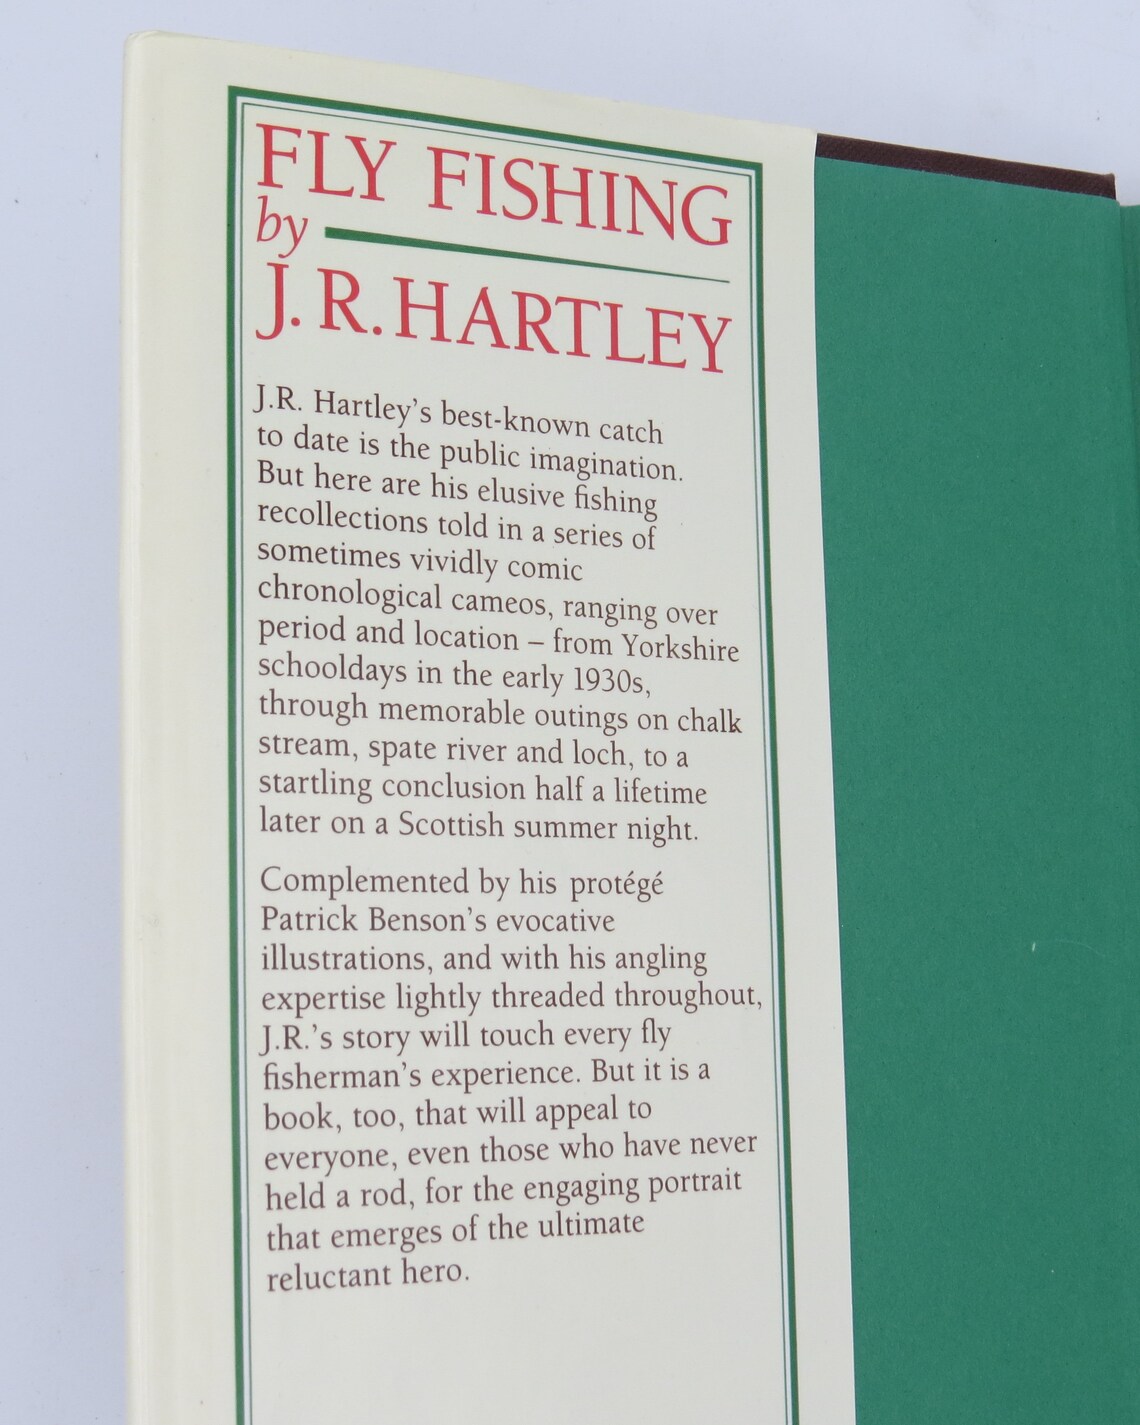 FLY FISHING
by
J.R. HARTLEY
J.R. Hartley's best-known catch
to date is the public imagination.
But here are his elusive fishing
recollections told in a series of
sometimes vividly comic
chronological cameos, ranging over
period and location – from Yorkshire
schooldays in the early 1930s,
through memorable outings on chalk
stream, spate river and loch, to a
startling conclusion half a lifetime
later on a Scottish summer night.
Complemented by his protégé
Patrick Benson's evocative
illustrations, and with his angling
expertise lightly threaded throughout,
J.R.'s story will touch every fly
fisherman's experience. But it is a
book, too, that will appeal to
everyone, even those who have never
held a rod, for the engaging portrait
that emerges of the ultimate
reluctant hero.